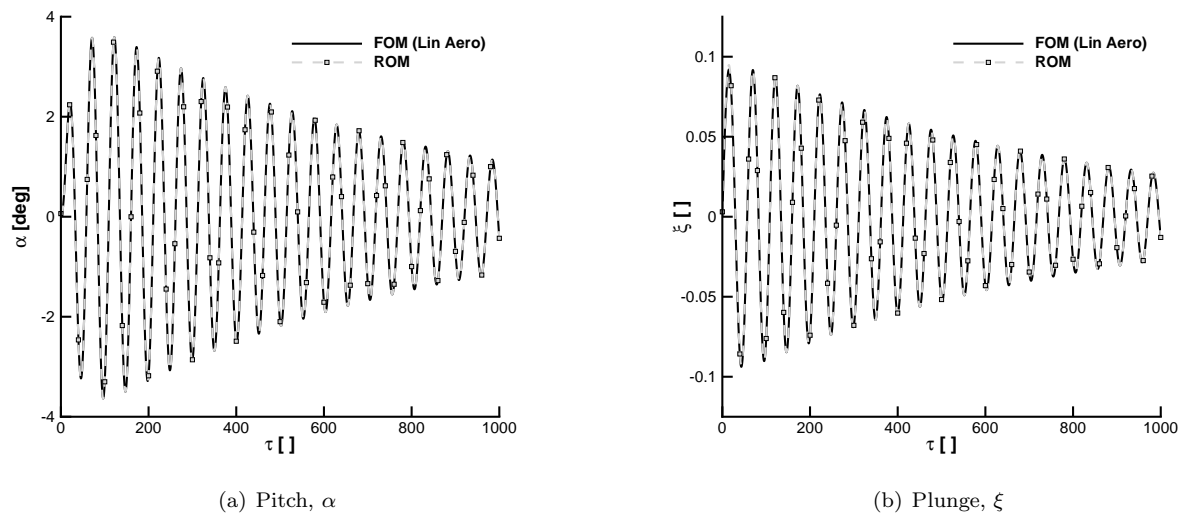 FOM (Lin Aero)
ROM
4
2
0
-2
-4
α [deg]
0
200
400
600
800
1000
τ [ ]
(a) Pitch, α
FOM (Lin Aero)
ROM
0.1
0.05
0
-0.05
-0.1
ξ [ ]
0
200
400
600
800
1000
τ [ ]
(b) Plunge, ξ